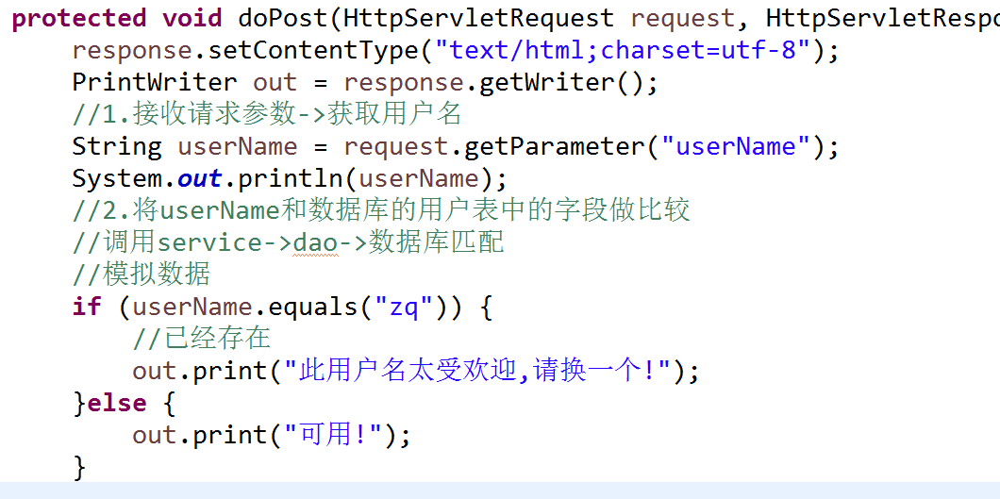 protected void doPost(HttpServletRequest request, HttpServletRespo
response.setContentType("text/html;charset=utf-8");
PrintWriter out = response.getWriter();
//1.接收请求参数->获取用户名
String userName = request.getParameter("userName");
System.out.println(userName);
//2.将userName和数据库的用户表中的字段做比较
//调用service->dao->数据库匹配
//模拟数据
if (userName.equals("zq")) {
//已经存在
out.print("此用户名太受欢迎,请换一个!");
}else {
out.print("可用!");
}